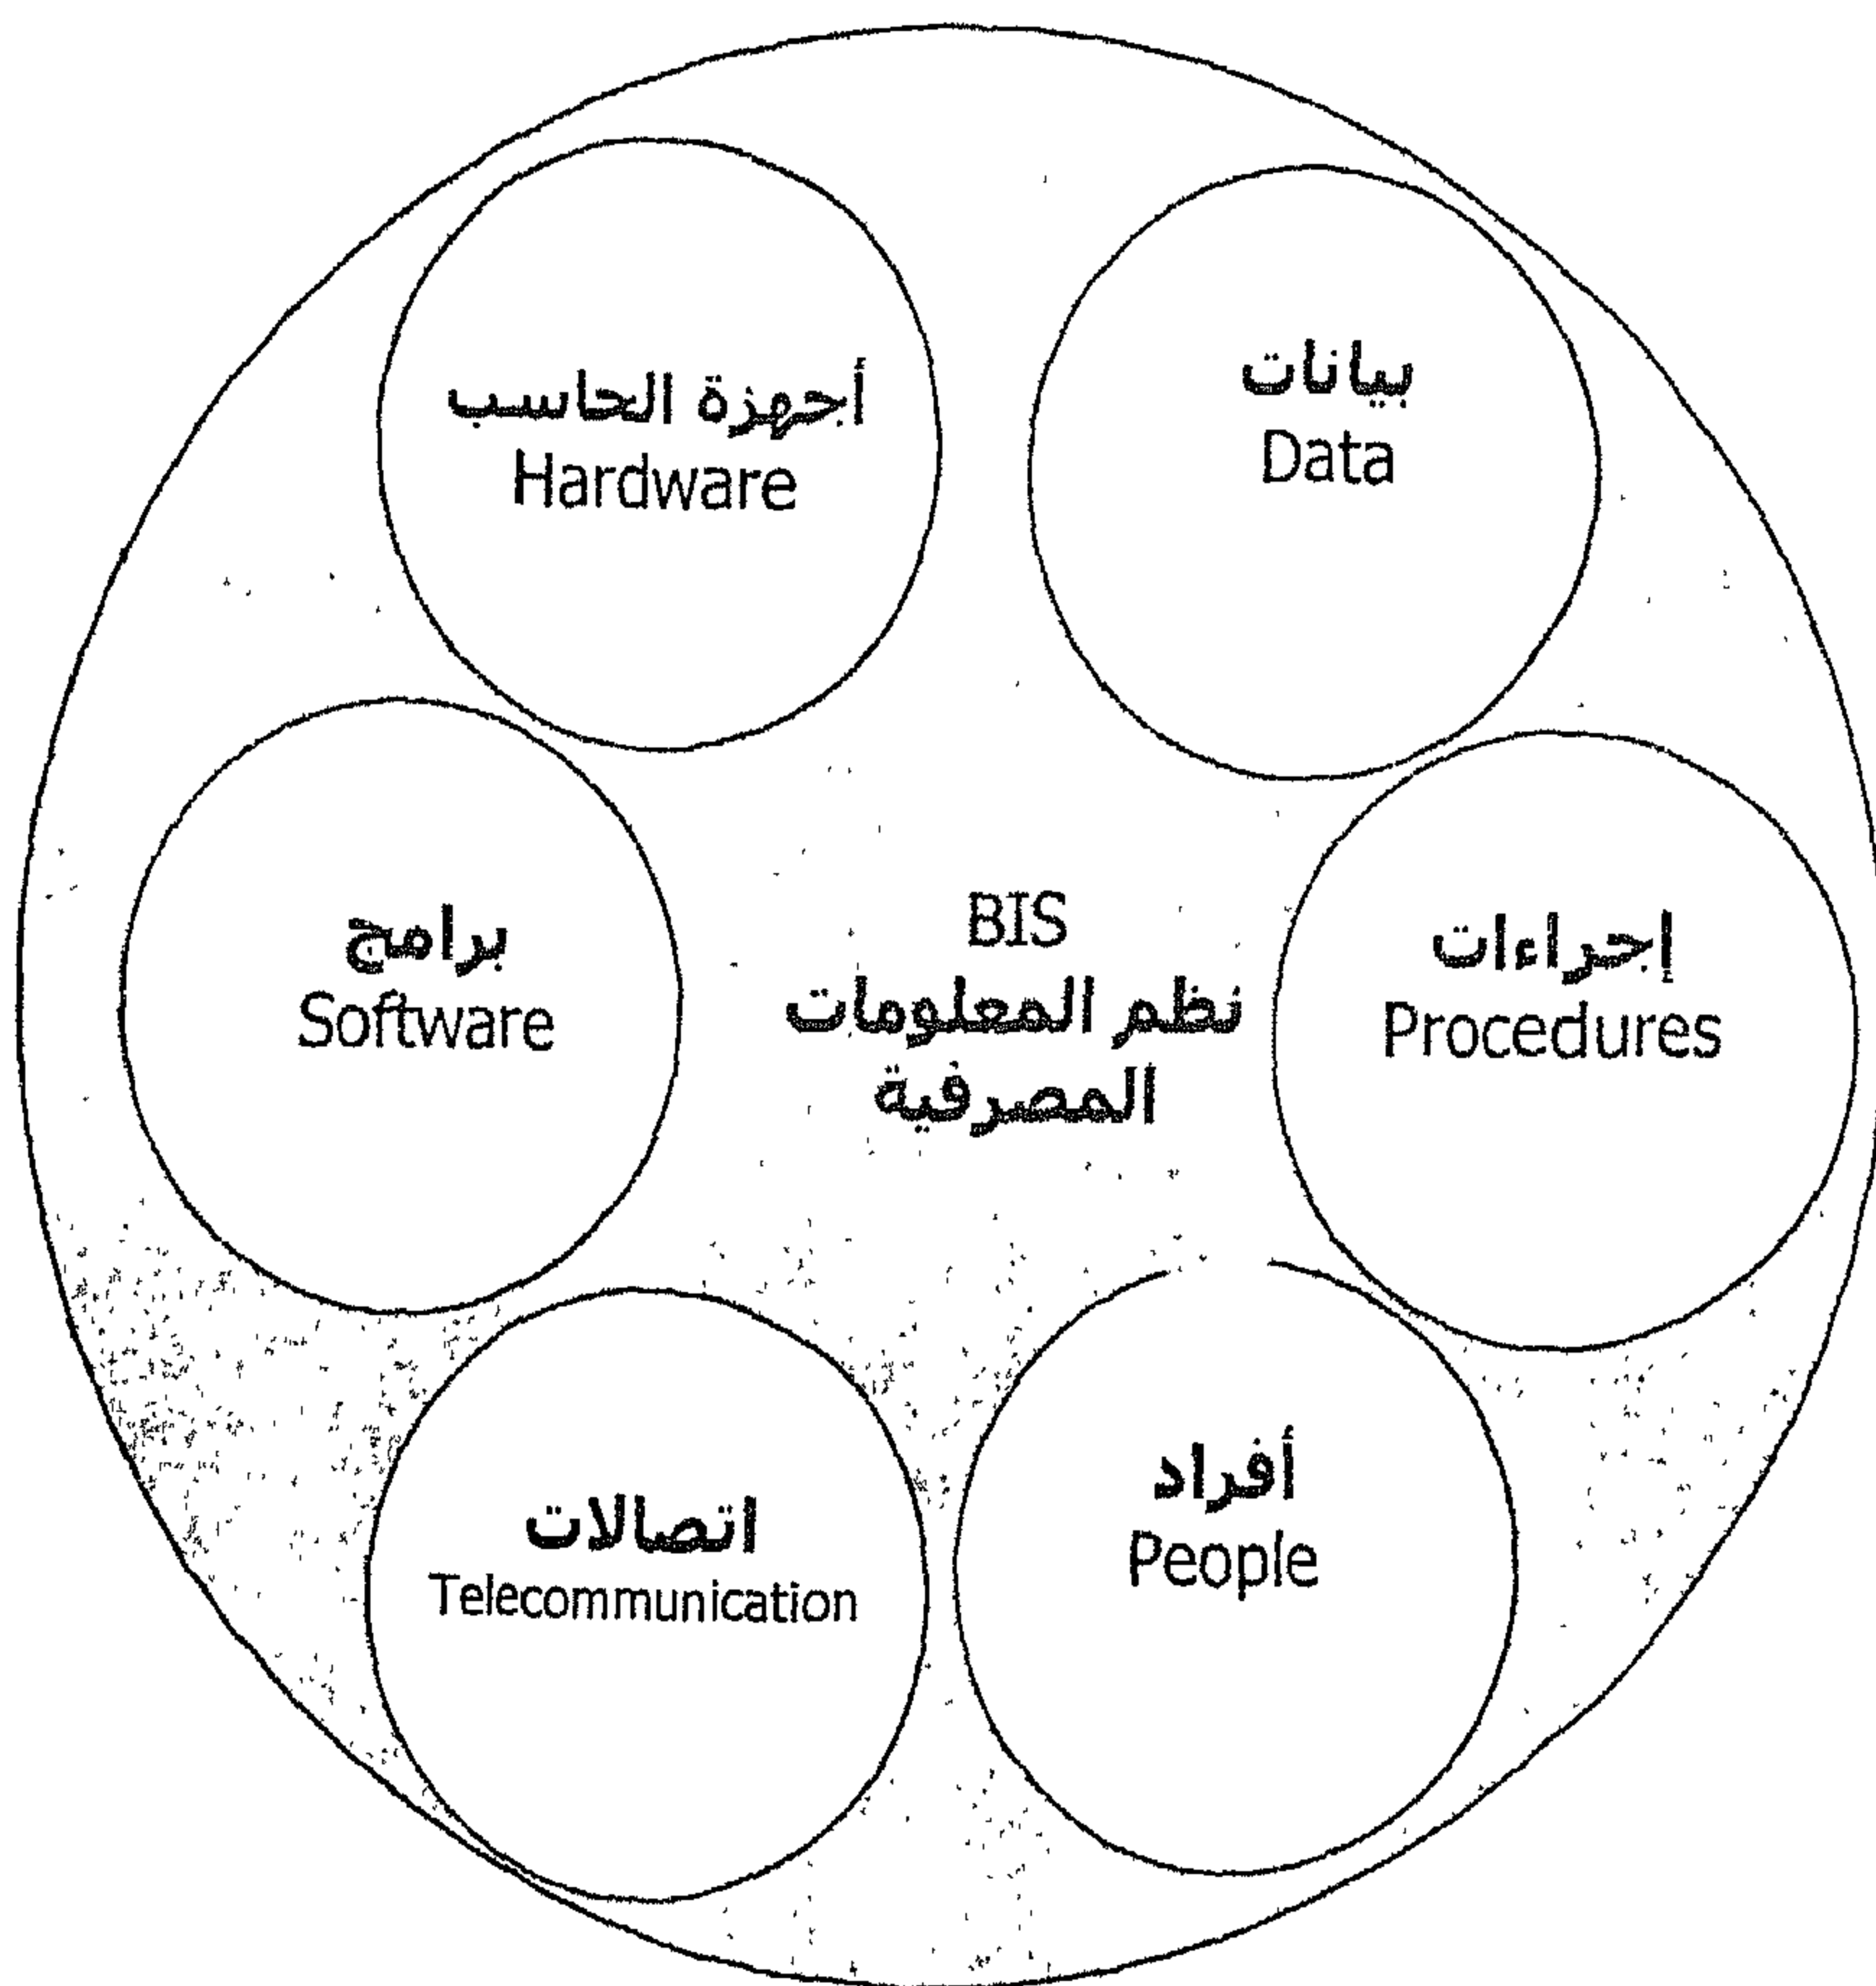 أجهزة الحاسب
Hardware
بيانات
Data
برامج
Software
BIS
نظم المعلومات
المصرفية
إجراءات
Procedures
اتصالات
Telecommunication
أفراد
People